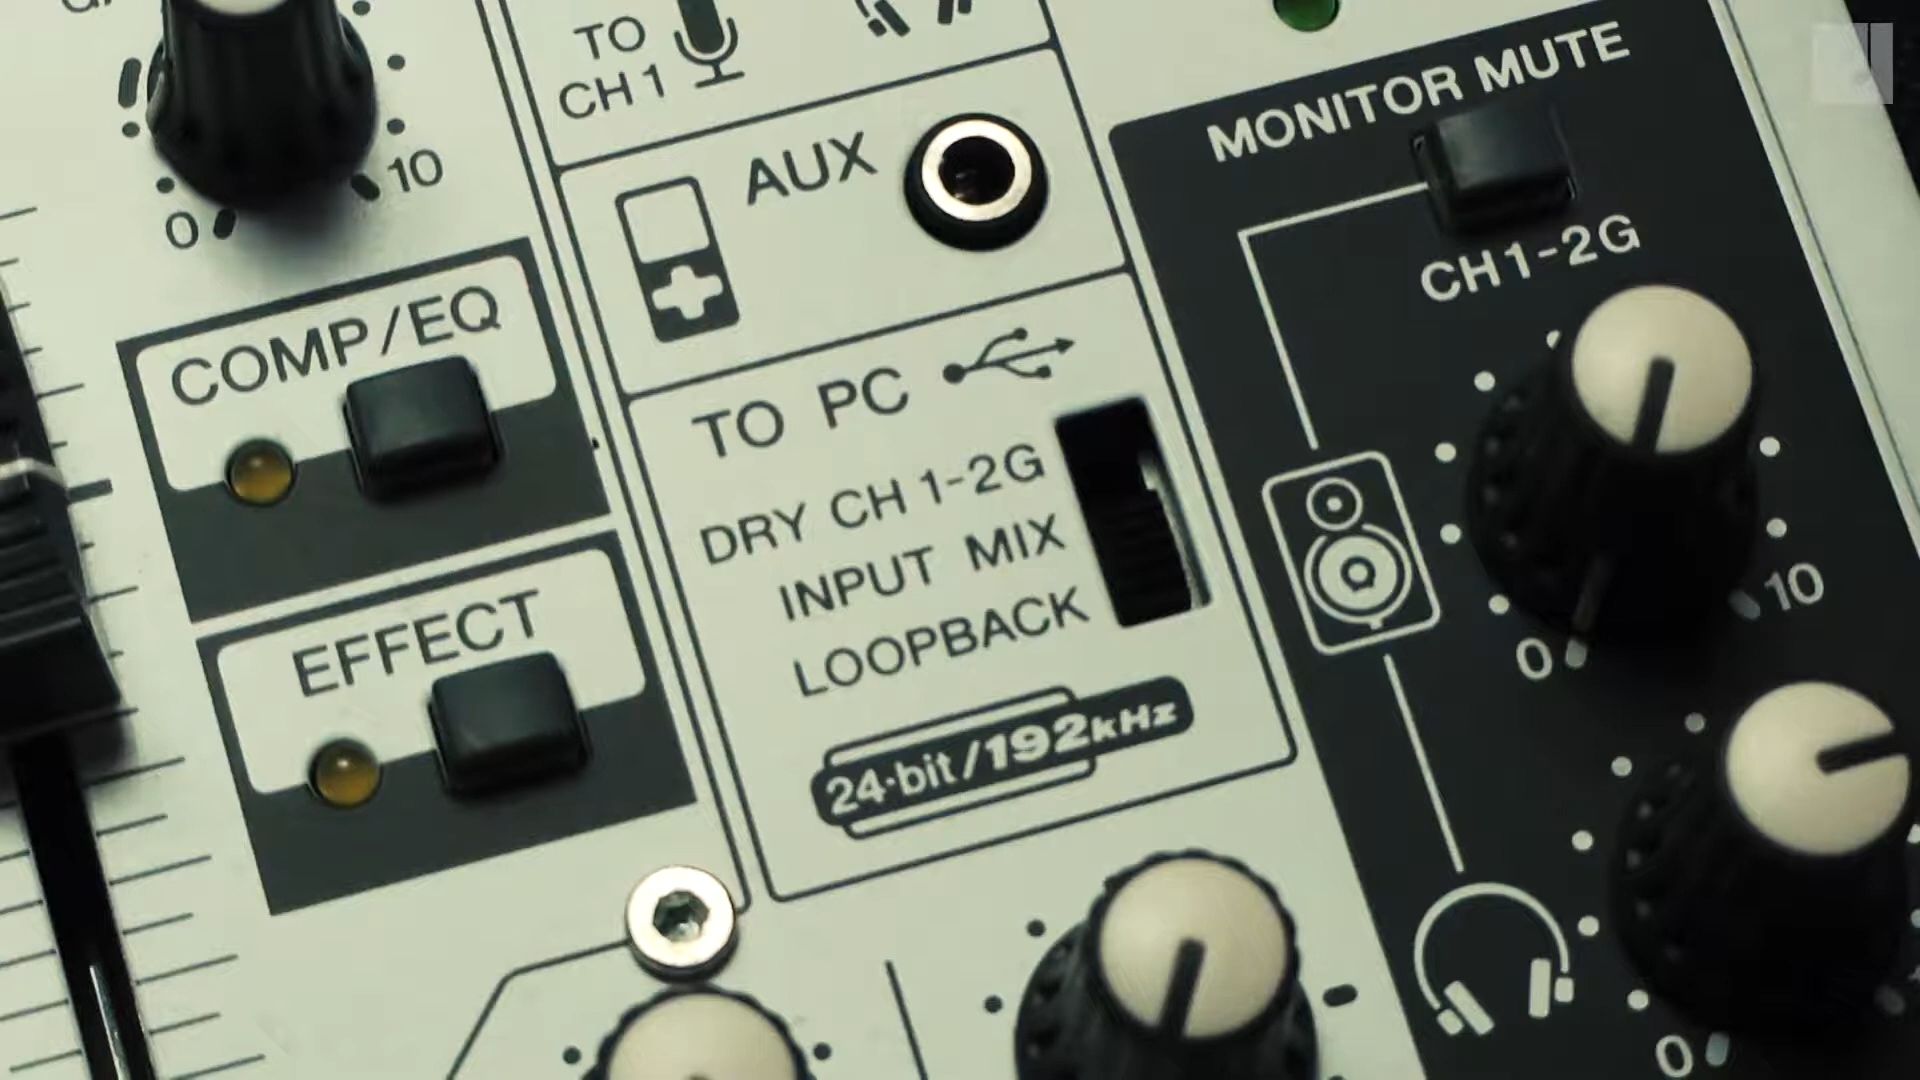 TO
CH 1
MONITOR MUTE
AUX
10
0
CH 1-2G
COMP/EQ
TO PC
DRY CH 1-2G
INPUT MIX
LOOPBACK
10
0
EFFECT
24-bit/192kHz
0